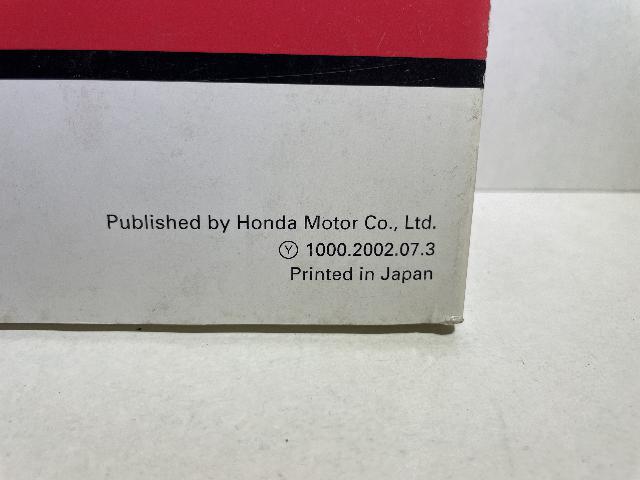 Published by Honda Motor Co., Ltd.
Ⓨ 1000.2002.07.3
Printed in Japan